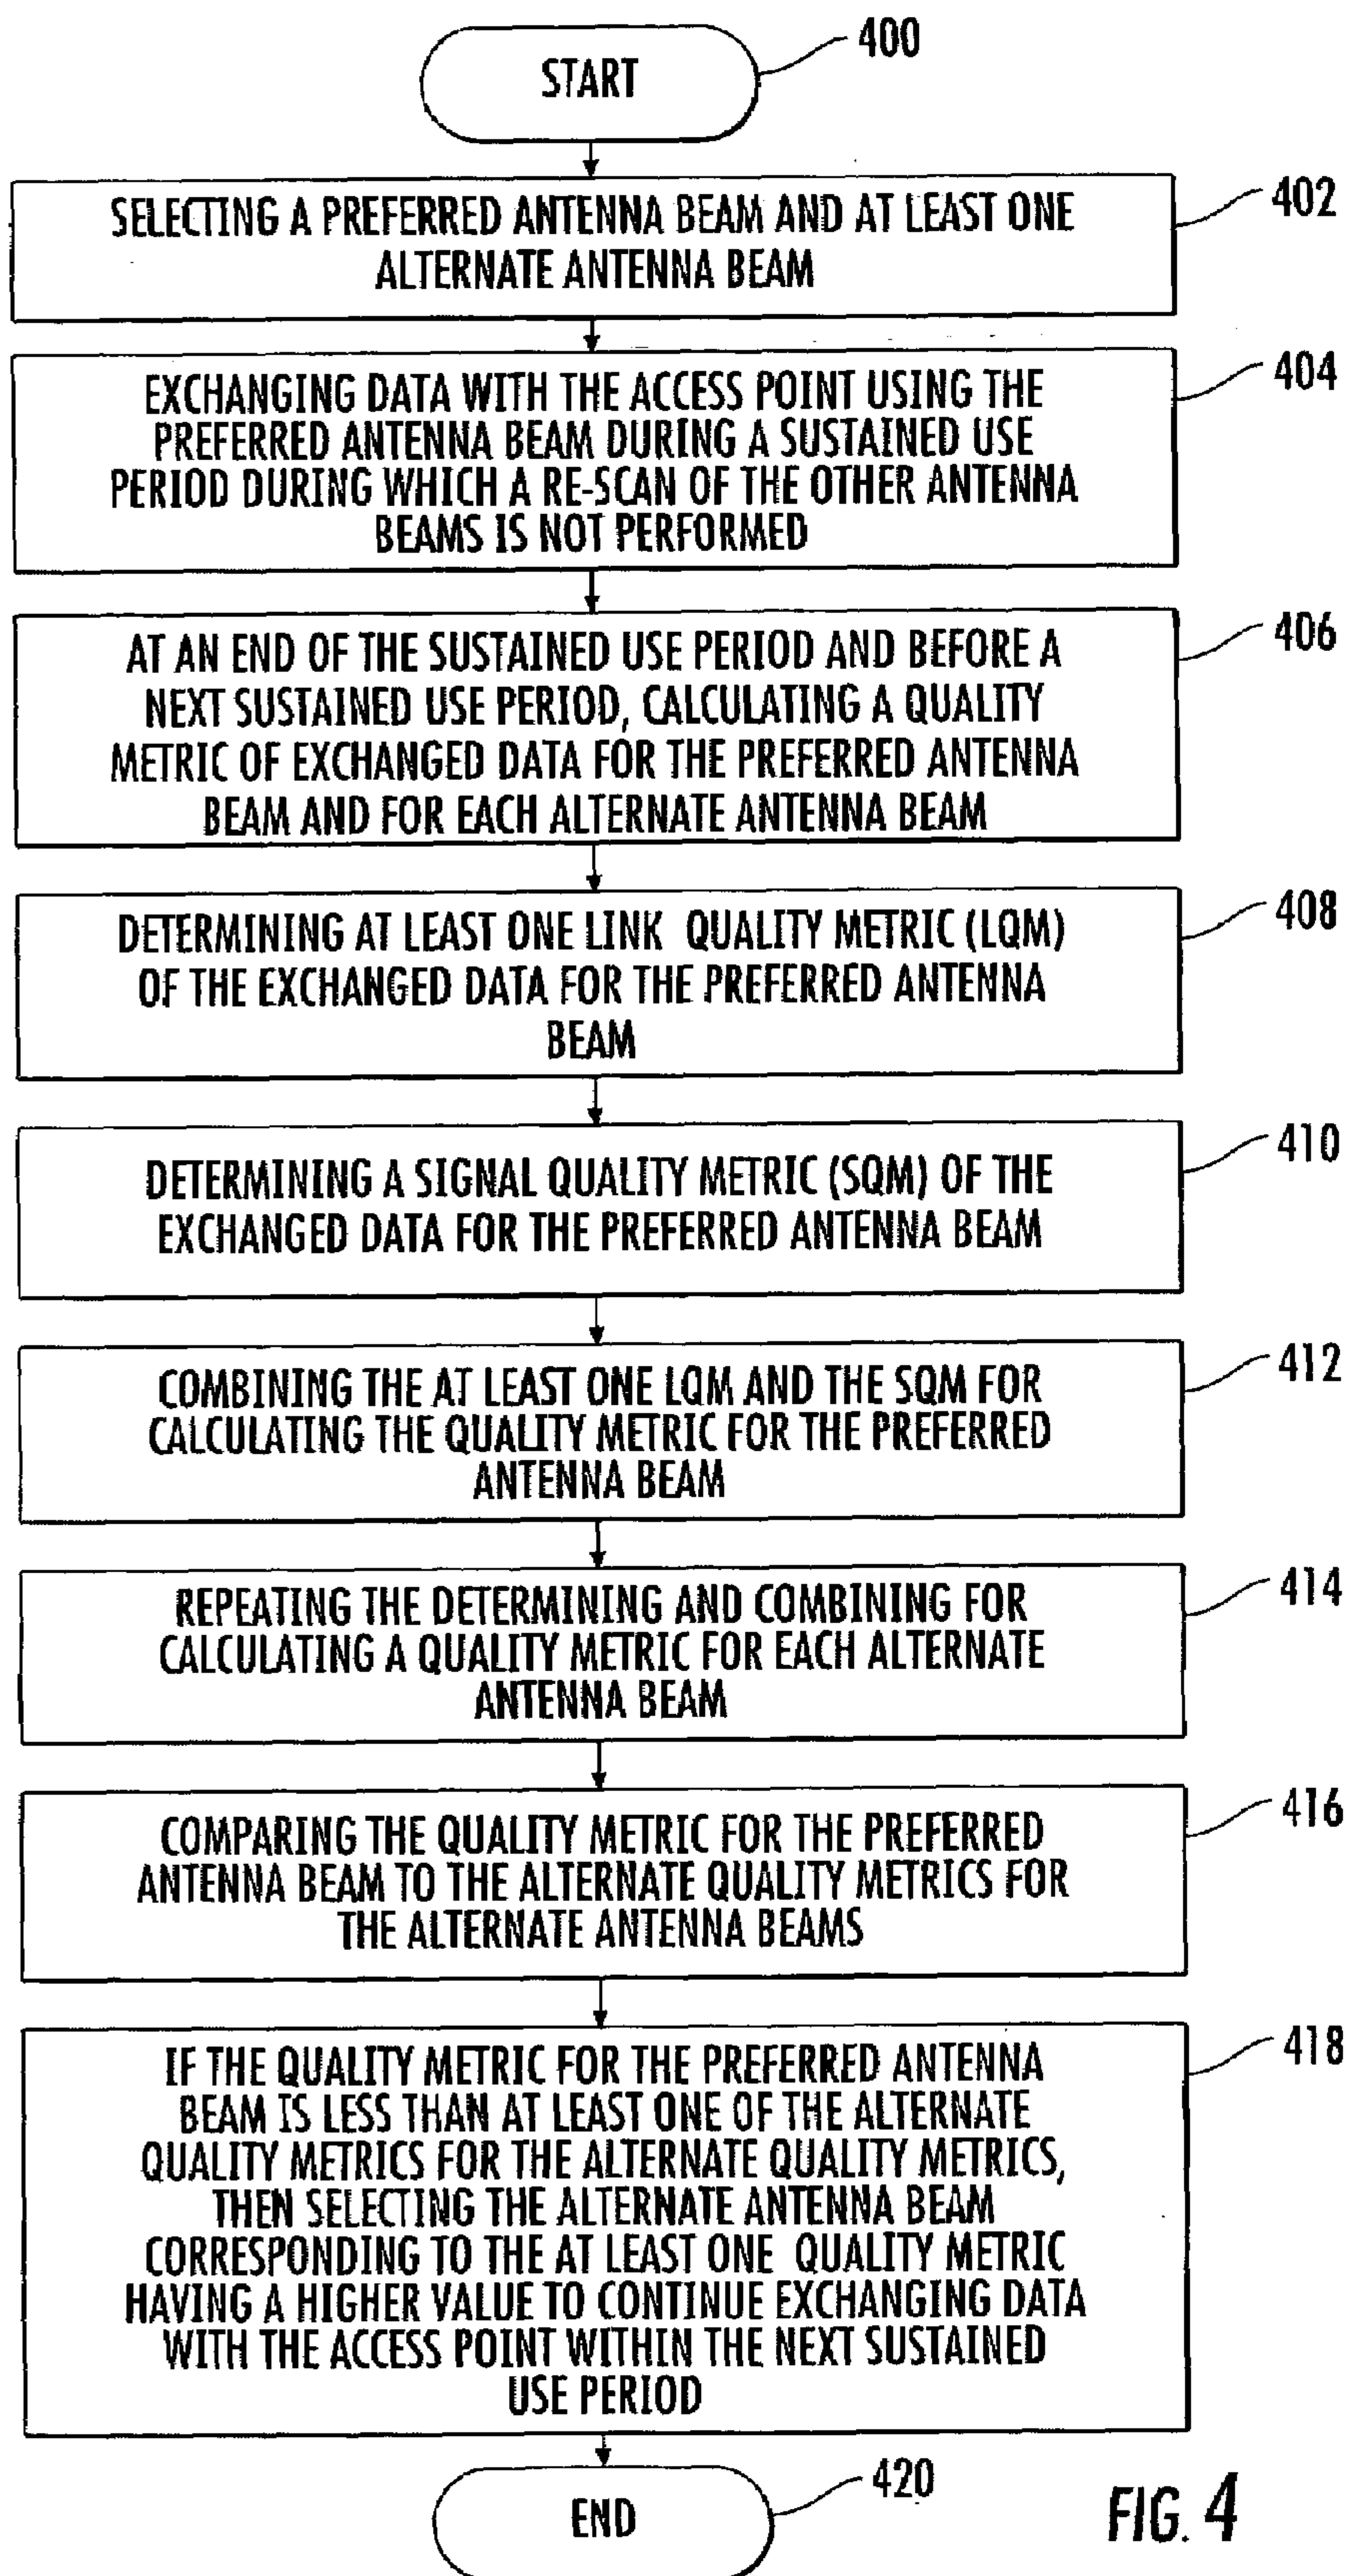 START
400
SELECTING A PREFERRED ANTENNA BEAM AND AT LEAST ONE
ALTERNATE ANTENNA BEAM
402
EXCHANGING DATA WITH THE ACCESS POINT USING THE
PREFERRED ANTENNA BEAM DURING A SUSTAINED USE
PERIOD DURING WHICH A RE-SCAN OF THE OTHER ANTENNA
BEAMS IS NOT PERFORMED
404
AT AN END OF THE SUSTAINED USE PERIOD AND BEFORE A
NEXT SUSTAINED USE PERIOD, CALCULATING A QUALITY
METRIC OF EXCHANGED DATA FOR THE PREFERRED ANTENNA
BEAM AND FOR EACH ALTERNATE ANTENNA BEAM
406
DETERMINING AT LEAST ONE LINK QUALITY METRIC (LQM)
OF THE EXCHANGED DATA FOR THE PREFERRED ANTENNA
BEAM
408
DETERMINING A SIGNAL QUALITY METRIC (SQM) OF THE
EXCHANGED DATA FOR THE PREFERRED ANTENNA BEAM
410
COMBINING THE AT LEAST ONE LQM AND THE SQM FOR
CALCULATING THE QUALITY METRIC FOR THE PREFERRED
ANTENNA BEAM
412
REPEATING THE DETERMINING AND COMBINING FOR
CALCULATING A QUALITY METRIC FOR EACH ALTERNATE
ANTENNA BEAM
414
COMPARING THE QUALITY METRIC FOR THE PREFERRED
ANTENNA BEAM TO THE ALTERNATE QUALITY METRICS FOR
THE ALTERNATE ANTENNA BEAMS
416
IF THE QUALITY METRIC FOR THE PREFERRED ANTENNA
BEAM IS LESS THAN AT LEAST ONE OF THE ALTERNATE
QUALITY METRICS FOR THE ALTERNATE QUALITY METRICS,
THEN SELECTING THE ALTERNATE ANTENNA BEAM
CORRESPONDING TO THE AT LEAST ONE QUALITY METRIC
HAVING A HIGHER VALUE TO CONTINUE EXCHANGING DATA
WITH THE ACCESS POINT WITHIN THE NEXT SUSTAINED
USE PERIOD
418
END
420
FIG. 4